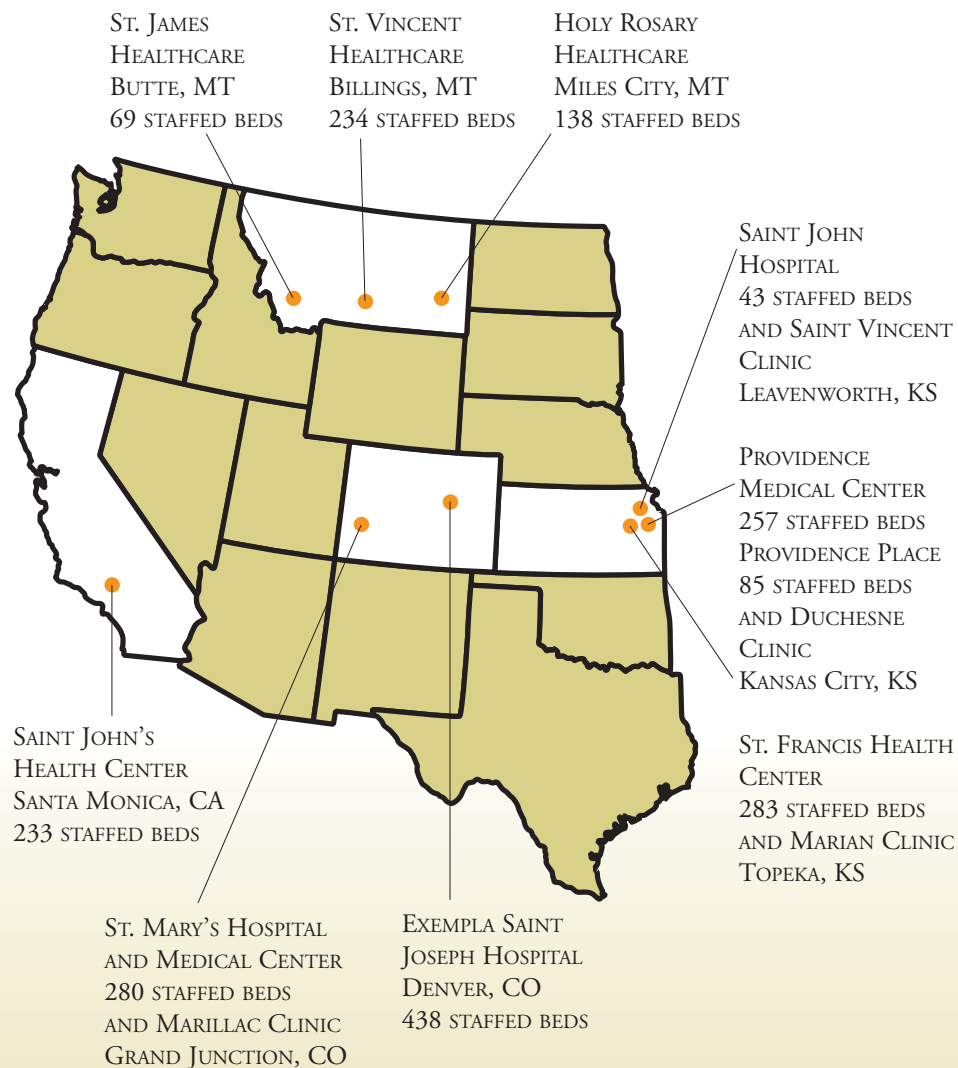 St. James
Healthcare
Butte, MT
69 staffed beds
St. Vincent
Healthcare
Billings, MT
234 staffed beds
Holy Rosary
Healthcare
Miles City, MT
138 staffed beds
Saint John
Hospital
43 staffed beds
and Saint Vincent
Clinic
Leavenworth, KS
Providence
Medical Center
257 staffed beds
Providence Place
85 staffed beds
and Duchesne
Clinic
Kansas City, KS
St. Francis Health
Center
283 staffed beds
and Marian Clinic
Topeka, KS
Saint John's
Health Center
Santa Monica, CA
233 staffed beds
St. Mary's Hospital
and Medical Center
280 staffed beds
and Marillac Clinic
Grand Junction, CO
Exempla Saint
Joseph Hospital
Denver, CO
438 staffed beds